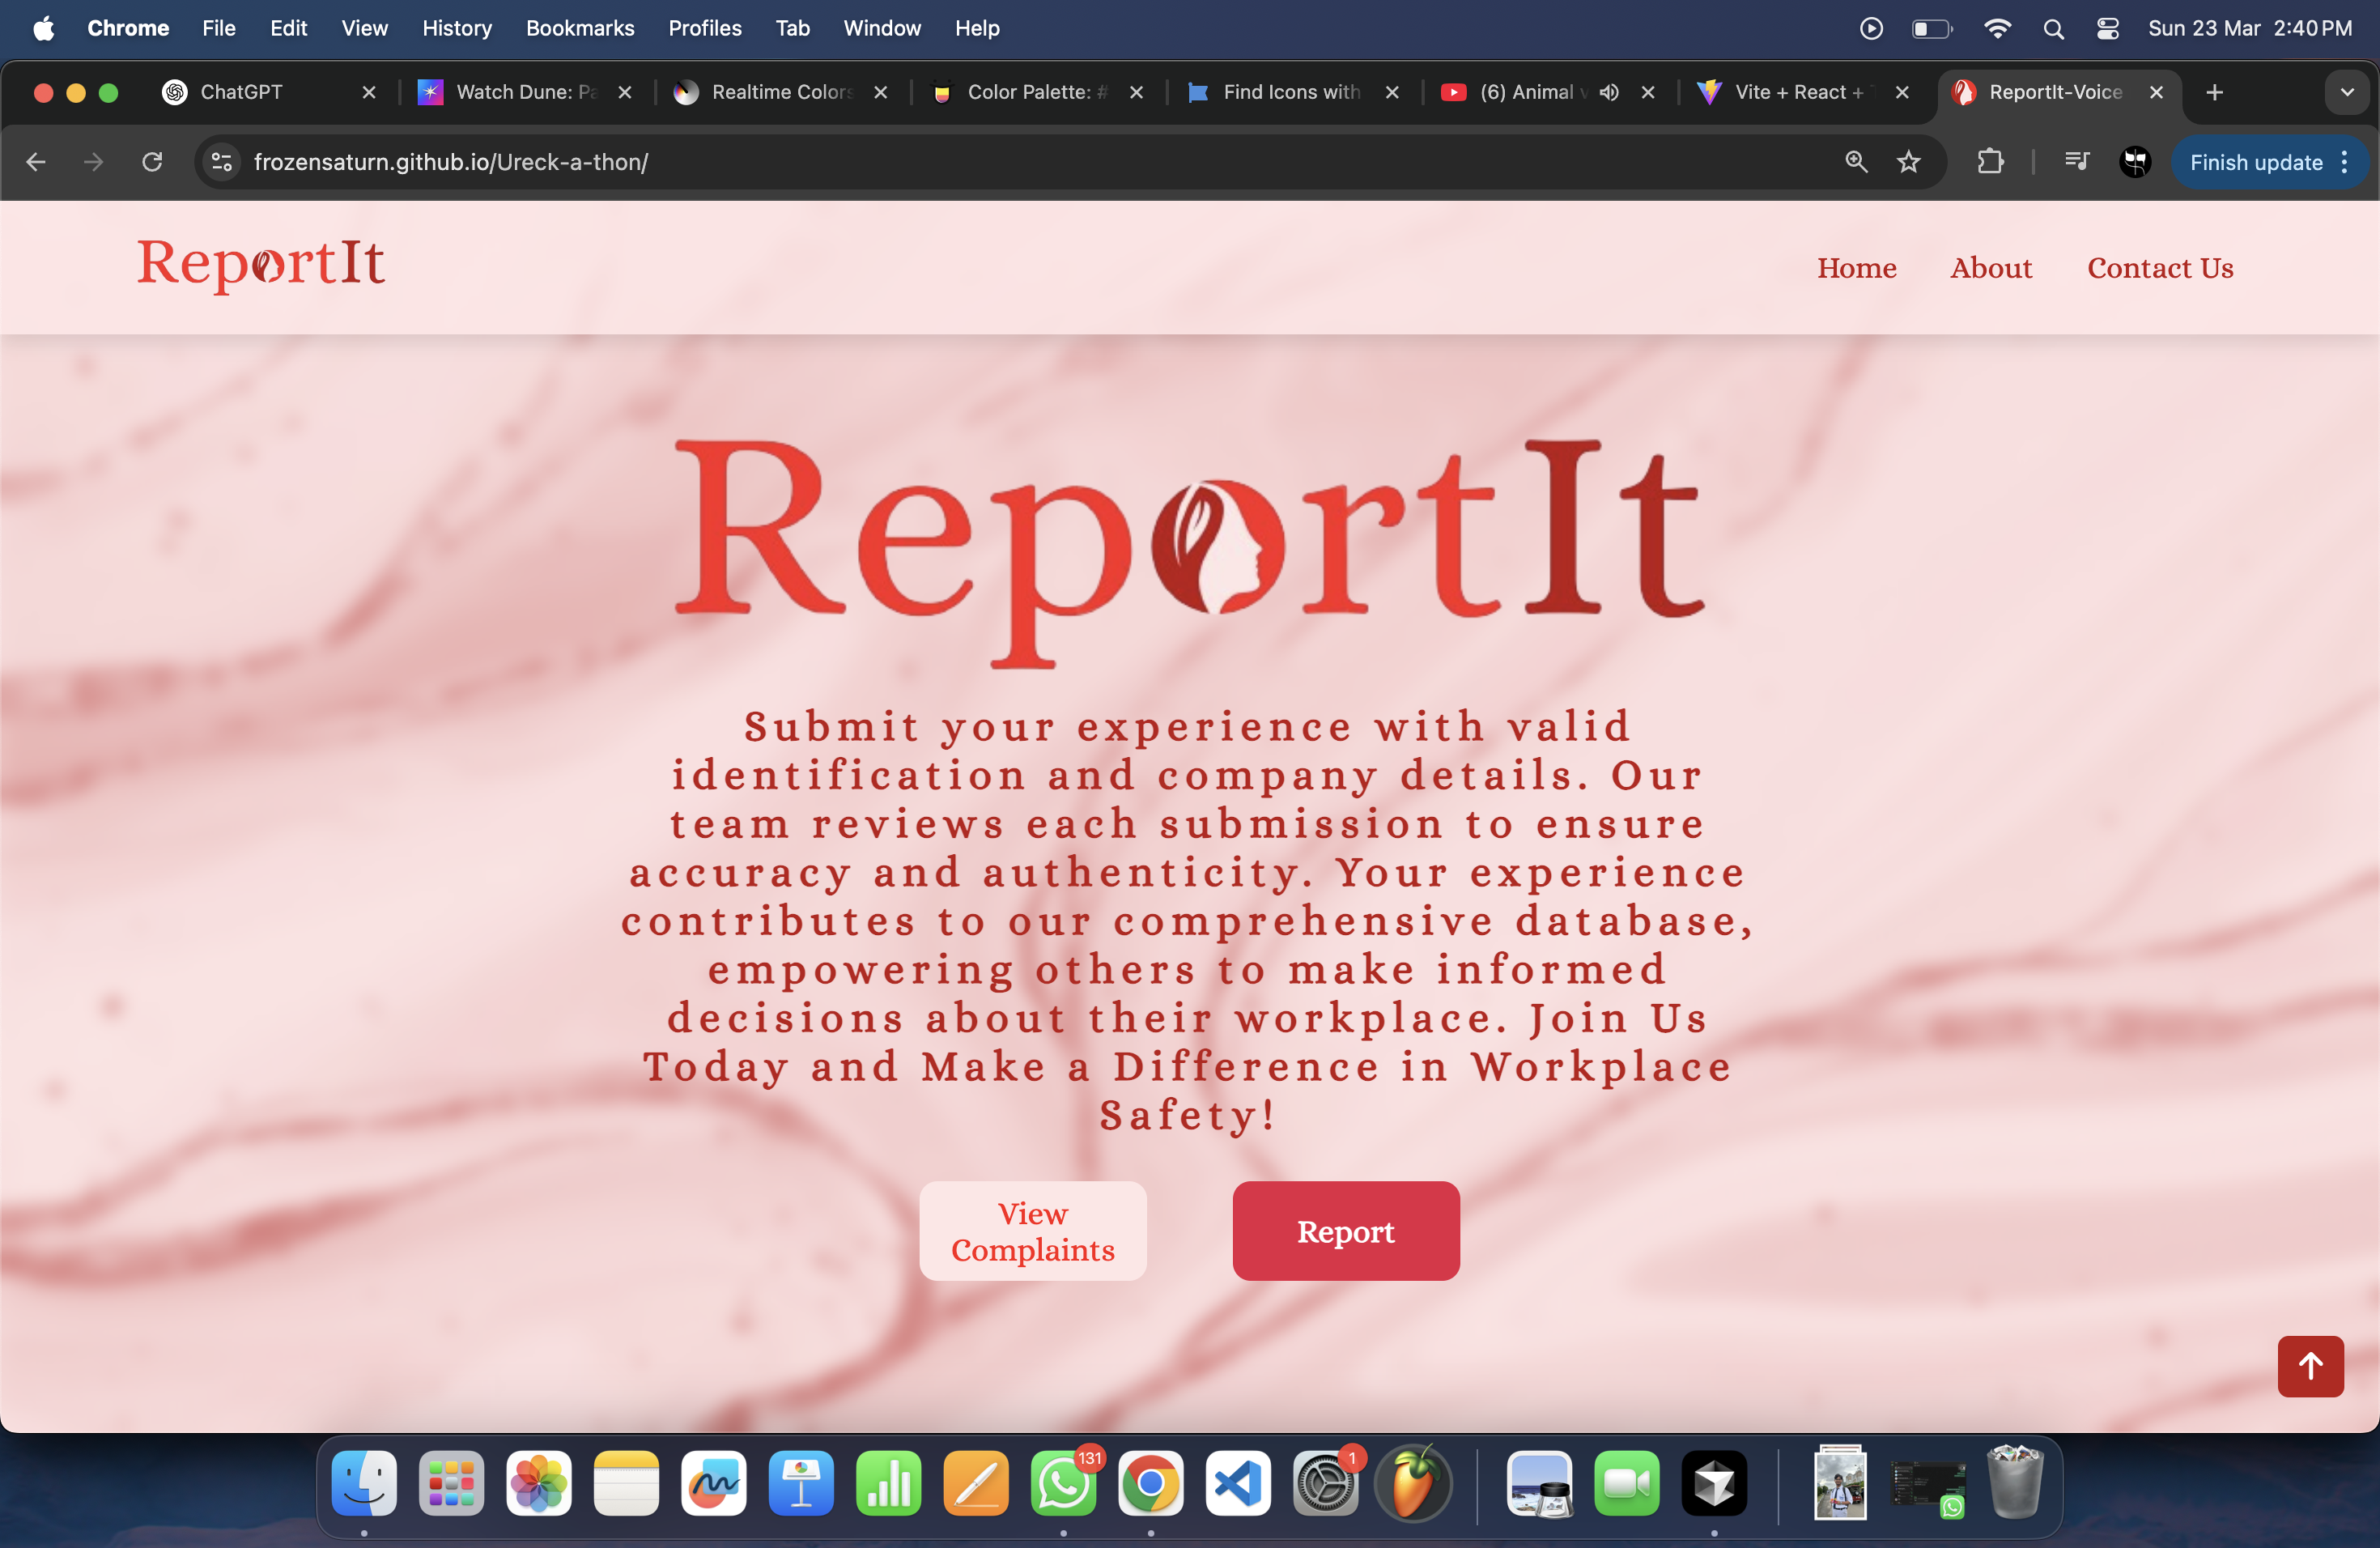 Chrome File Edit View History Bookmarks Profiles Tab Window Help Sun 23 Mar 2:40 PM
ChatGPT Watch Dune: Pa Realtime Colors Color Palette: # Find Icons with (6) Animal v Vite + React + T ReportIt-Voice
frozensaturn.github.io/Ureck-a-thon/ Finish update
ReportIt Home About Contact Us
ReportIt
Submit your experience with valid
identification and company details. Our
team reviews each submission to ensure
accuracy and authenticity. Your experience
contributes to our comprehensive database,
empowering others to make informed
decisions about their workplace. Join Us
Today and Make a Difference in Workplace
Safety!
View
Complaints
Report
131 1